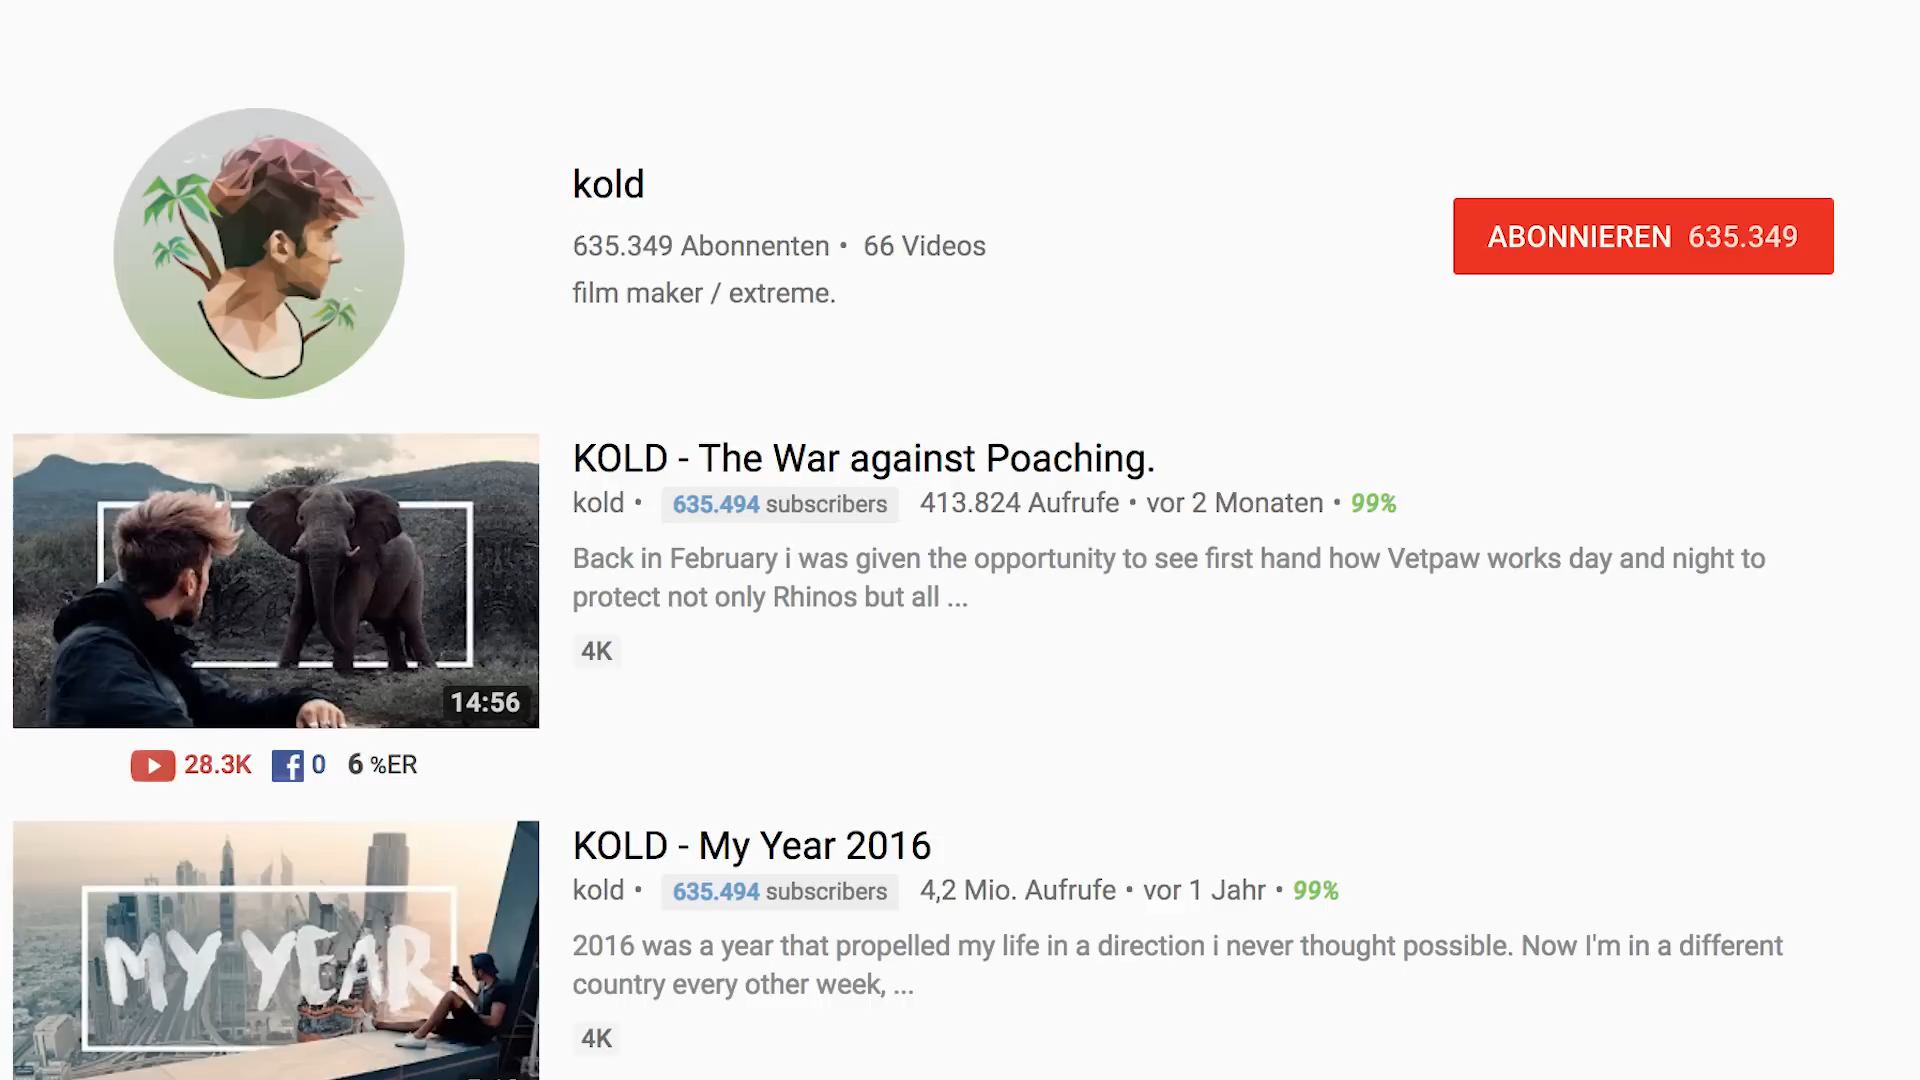 kold
635.349 Abonnenten • 66 Videos
film maker / extreme.
ABONNIEREN 635.349
KOLD - The War against Poaching.
kold • 635.494 subscribers 413.824 Aufrufe • vor 2 Monaten • 99%
Back in February i was given the opportunity to see first hand how Vetpaw works day and night to
protect not only Rhinos but all ...
4K
14:56
28.3K f 0 6 %ER
KOLD - My Year 2016
kold • 635.494 subscribers 4,2 Mio. Aufrufe • vor 1 Jahr • 99%
2016 was a year that propelled my life in a direction i never thought possible. Now I'm in a different
country every other week, ...
4K
MY YEAR